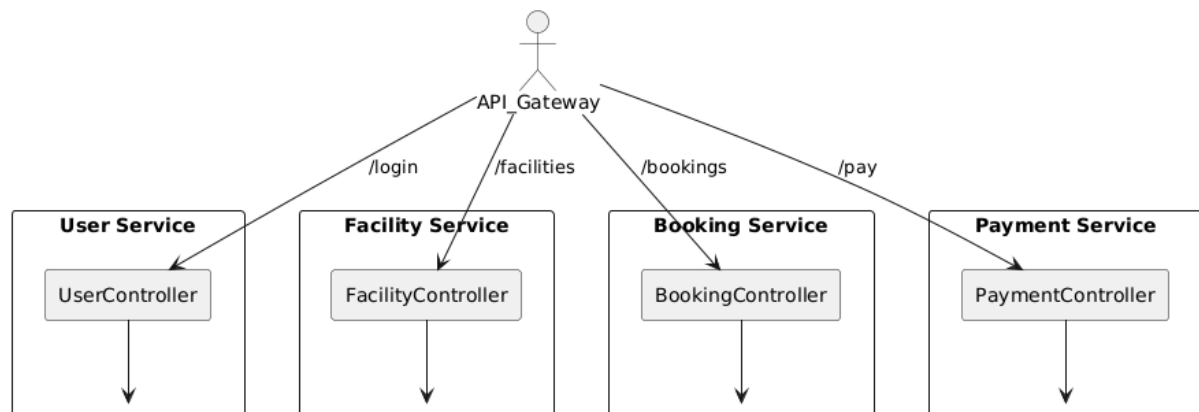 API_Gateway
/login
/facilities
/bookings
/pay
User Service
Facility Service
Booking Service
Payment Service
UserController
FacilityController
BookingController
PaymentController